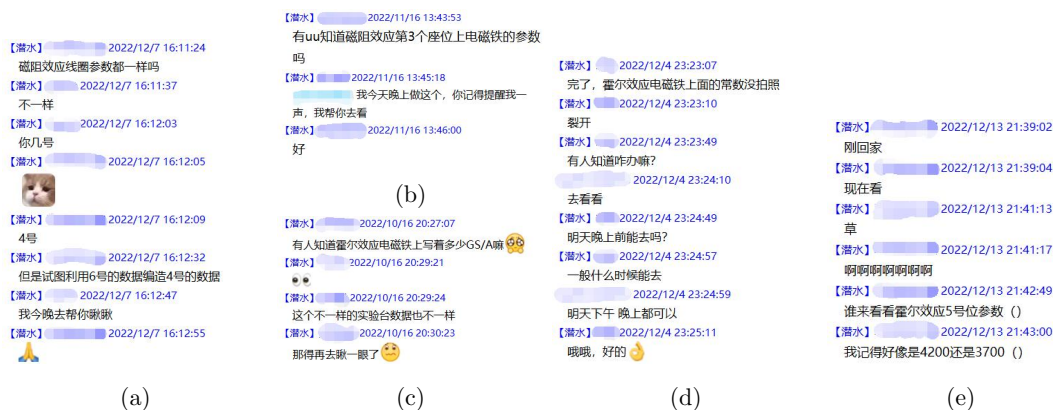 【潜水】 2022/12/7 16:11:24
磁阻效应线圈参数都一样吗
【潜水】 2022/12/7 16:11:37
不一样
【潜水】 2022/12/7 16:12:03
你几号
【潜水】 2022/12/7 16:12:05
【潜水】 2022/12/7 16:12:09
4号
【潜水】 2022/12/7 16:12:32
但是试图利用6号的数据编造4号的数据
【潜水】 2022/12/7 16:12:47
我今晚去帮你瞅瞅
【潜水】 2022/12/7 16:12:55
(a)
【潜水】 2022/11/16 13:43:53
有uu知道磁阻效应第3个座位上电磁铁的参数
吗
【潜水】 2022/11/16 13:45:18
我今天晚上做这个，你记得提醒我一
声，我帮你去看
【潜水】 2022/11/16 13:46:00
好
(b)
【潜水】 2022/10/16 20:27:07
有人知道霍尔效应电磁铁上写着多少GS/A嘛
【潜水】 2022/10/16 20:29:21
【潜水】 2022/10/16 20:29:24
这个不一样的实验台数据也不一样
【潜水】 2022/10/16 20:30:23
那得再去瞅一眼了
(c)
【潜水】 2022/12/4 23:23:07
完了，霍尔效应电磁铁上面的常数没拍照
【潜水】 2022/12/4 23:23:10
裂开
【潜水】 2022/12/4 23:23:49
有人知道咋办嘛?
2022/12/4 23:24:10
去看看
【潜水】 2022/12/4 23:24:49
明天晚上前能去吗?
【潜水】 2022/12/4 23:24:57
一般什么时候能去
2022/12/4 23:24:59
明天下午 晚上都可以
【潜水】 2022/12/4 23:25:11
哦哦，好的
(d)
【潜水】 2022/12/13 21:39:02
刚回家
【潜水】 2022/12/13 21:39:04
现在看
【潜水】 2022/12/13 21:41:13
草
【潜水】 2022/12/13 21:41:17
啊啊啊啊啊啊啊
【潜水】 2022/12/13 21:42:49
谁来看看霍尔效应5号位参数（）
【潜水】 2022/12/13 21:43:00
我记得好像是4200还是3700（）
(e)